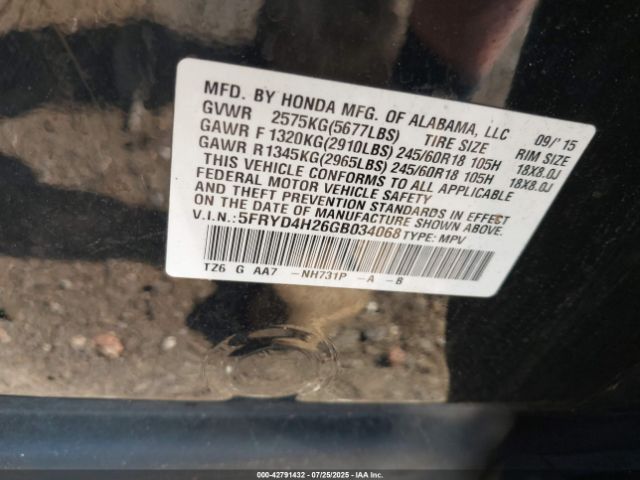 MFD. BY HONDA MFG. OF ALABAMA, LLC 09/'15
GVWR 2575KG(5677LBS) TIRE SIZE RIM SIZE
GAWR F 1320KG(2910LBS) 245/60R18 105H 18X8.0J
GAWR R 1345KG(2965LBS) 245/60R18 105H 18X8.0J
THIS VEHICLE CONFORMS TO ALL APPLICABLE
FEDERAL MOTOR VEHICLE SAFETY
AND THEFT PREVENTION STANDARDS IN EFFECT
ON THE DATE OF MANUFACTURE SHOWN ABOVE.
V.I.N.:5FRYD4H26GB034068 TYPE: MPV
TZ6 G AA7 -NH731P -A -B
000-42791432 | 07/25/2025 | COPYRIGHT IAA, LLC